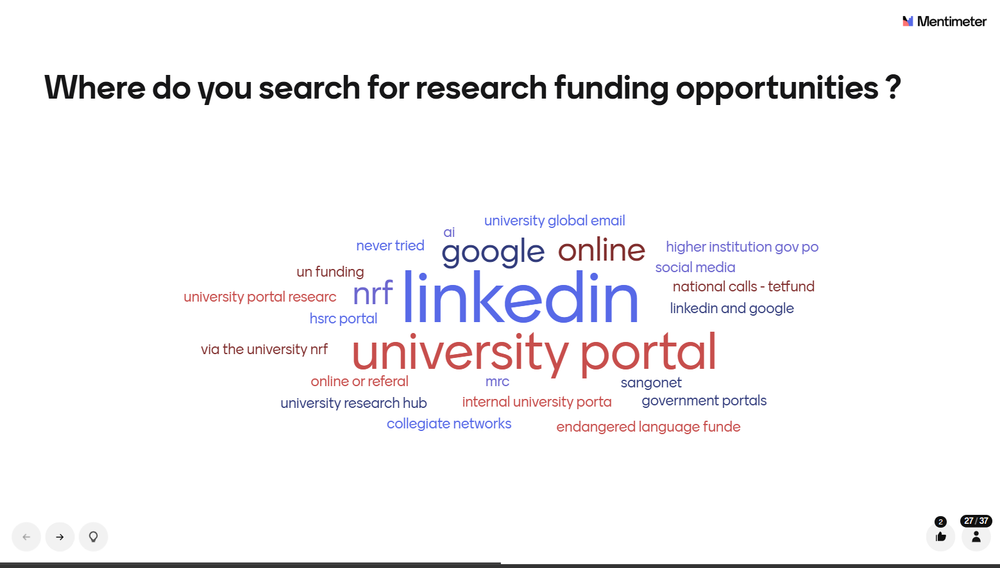 Mentimeter
Where do you search for research funding opportunities ?
university global email
ai
never tried
google
online
higher institution gov po
social media
un funding
linkedin
national calls - tetfund
nrf
university portal researc
linkedin and google
hsrc portal
university portal
via the university nrf
online or referal
mrc
sangonet
university research hub
internal university porta
government portals
collegiate networks
endangered language funde
2
27 / 37